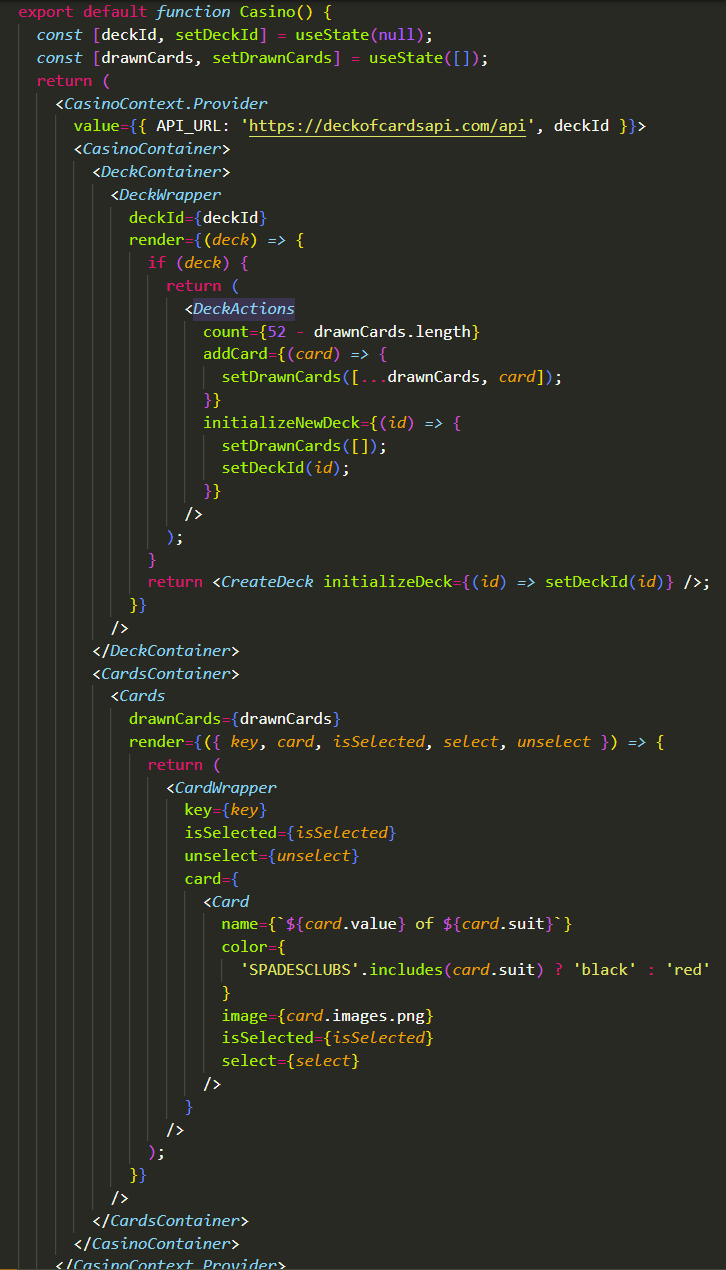 export default function Casino() {
const [deckId, setDeckId] = useState(null);
const [drawnCards, setDrawnCards] = useState([]);
return (
<CasinoContext.Provider
value={{ API_URL: 'https://deckofcardsapi.com/api', deckId }}>
<CasinoContainer>
<DeckContainer>
<DeckWrapper
deckId={deckId}
render={(deck) => {
if (deck) {
return (
<DeckActions
count={52 - drawnCards.length}
addCard={(card) => {
setDrawnCards([...drawnCards, card]);
}}
initializeNewDeck={(id) => {
setDrawnCards([]);
setDeckId(id);
}}
/>
);
}
return <CreateDeck initializeDeck={(id) => setDeckId(id)} />;
}}
/>
</DeckContainer>
<CardsContainer>
<Cards
drawnCards={drawnCards}
render={({ key, card, isSelected, select, unselect }) => {
return (
<CardWrapper
key={key}
isSelected={isSelected}
unselect={unselect}
card={
<Card
name={`${card.value} of ${card.suit}`}
color={
'SPADESCLUBS'.includes(card.suit) ? 'black' : 'red'
}
image={card.images.png}
isSelected={isSelected}
select={select}
/>
}
/>
);
}}
/>
</CardsContainer>
</CasinoContainer>
</CasinoContext.Provider>